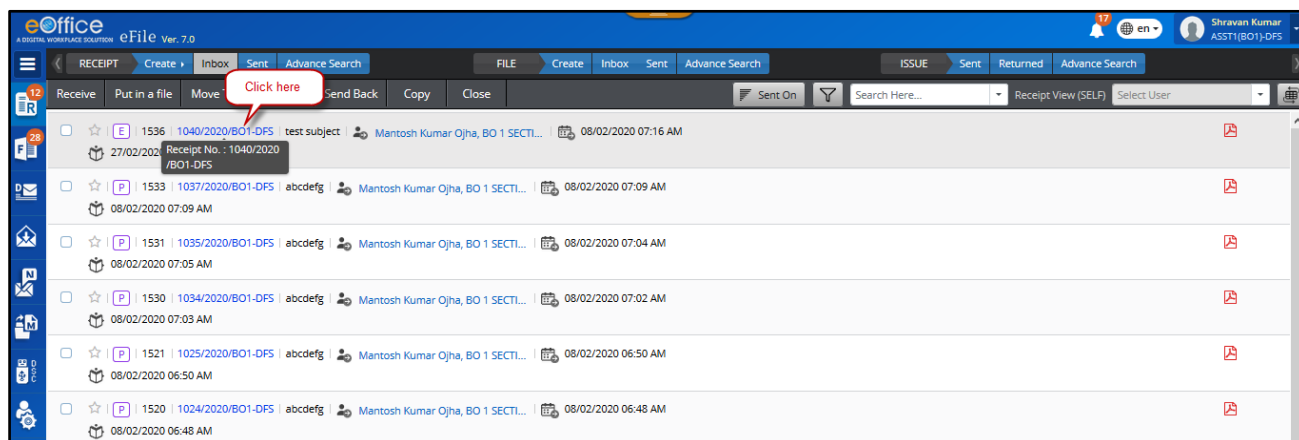 eOffice
A DIGITAL WORKPLACE SOLUTION eFile Ver. 7.0
17 en Shravan Kumar
ASST1(BO1)-DFS
RECEIPT Create Inbox Sent Advance Search FILE Create Inbox Sent Advance Search ISSUE Sent Returned Advance Search
Click here
12 R
Receive Put in a file Move Send Back Copy Close Sent On Search Here... Receipt View (SELF) Select User
E 1536 1040/2020/BO1-DFS test subject Mantosh Kumar Ojha, BO 1 SECTI... 08/02/2020 07:16 AM
28 F
27/02/202
Receipt No. : 1040/2020
/BO1-DFS
P 1533 1037/2020/BO1-DFS abcdefg Mantosh Kumar Ojha, BO 1 SECTI... 08/02/2020 07:09 AM
D
08/02/2020 07:09 AM
P 1531 1035/2020/BO1-DFS abcdefg Mantosh Kumar Ojha, BO 1 SECTI... 08/02/2020 07:04 AM
08/02/2020 07:05 AM
N
P 1530 1034/2020/BO1-DFS abcdefg Mantosh Kumar Ojha, BO 1 SECTI... 08/02/2020 07:02 AM
M
08/02/2020 07:03 AM
P 1521 1025/2020/BO1-DFS abcdefg Mantosh Kumar Ojha, BO 1 SECTI... 08/02/2020 06:50 AM
DSC
08/02/2020 06:50 AM
P 1520 1024/2020/BO1-DFS abcdefg Mantosh Kumar Ojha, BO 1 SECTI... 08/02/2020 06:48 AM
08/02/2020 06:48 AM